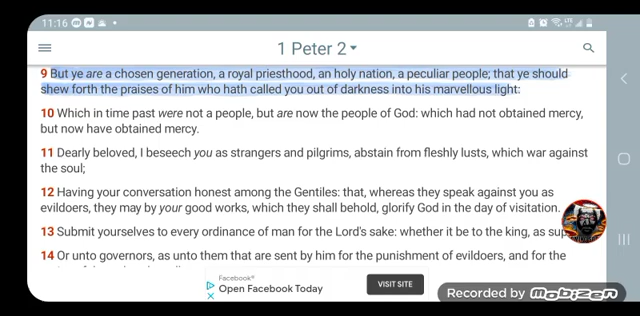 11:16
1 Peter 2
9 But ye are a chosen generation, a royal priesthood, an holy nation, a peculiar people; that ye should
shew forth the praises of him who hath called you out of darkness into his marvellous light:
10 Which in time past were not a people, but are now the people of God: which had not obtained mercy,
but now have obtained mercy.
11 Dearly beloved, I beseech you as strangers and pilgrims, abstain from fleshly lusts, which war against
the soul;
12 Having your conversation honest among the Gentiles: that, whereas they speak against you as
evildoers, they may by your good works, which they shall behold, glorify God in the day of visitation.
13 Submit yourselves to every ordinance of man for the Lord's sake: whether it be to the king, as
14 Or unto governors, as unto them that are sent by him for the punishment of evildoers, and for the
Facebook®
Open Facebook Today
VISIT SITE
Recorded by Mobizen